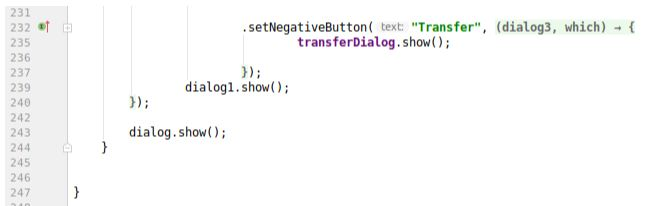 231
232 .setNegativeButton( text: "Transfer", (dialog3, which) → {
235 transferDialog.show();
236
237 });
239 dialog1.show();
240 });
242
243 dialog.show();
244 }
245
246
247 }